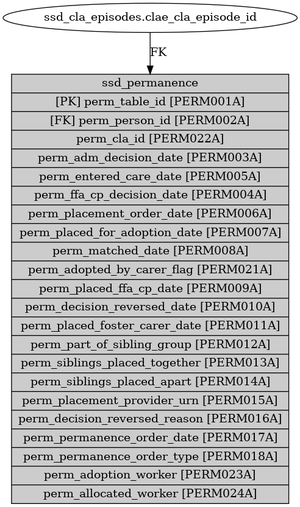 ssd_cla_episodes.clae_cla_episode_id
FK
ssd_permanence
[PK] perm_table_id [PERM001A]
[FK] perm_person_id [PERM002A]
perm_cla_id [PERM022A]
perm_adm_decision_date [PERM003A]
perm_entered_care_date [PERM005A]
perm_ffa_cp_decision_date [PERM004A]
perm_placement_order_date [PERM006A]
perm_placed_for_adoption_date [PERM007A]
perm_matched_date [PERM008A]
perm_adopted_by_carer_flag [PERM021A]
perm_placed_ffa_cp_date [PERM009A]
perm_decision_reversed_date [PERM010A]
perm_placed_foster_carer_date [PERM011A]
perm_part_of_sibling_group [PERM012A]
perm_siblings_placed_together [PERM013A]
perm_siblings_placed_apart [PERM014A]
perm_placement_provider_urn [PERM015A]
perm_decision_reversed_reason [PERM016A]
perm_permanence_order_date [PERM017A]
perm_permanence_order_type [PERM018A]
perm_adoption_worker [PERM023A]
perm_allocated_worker [PERM024A]